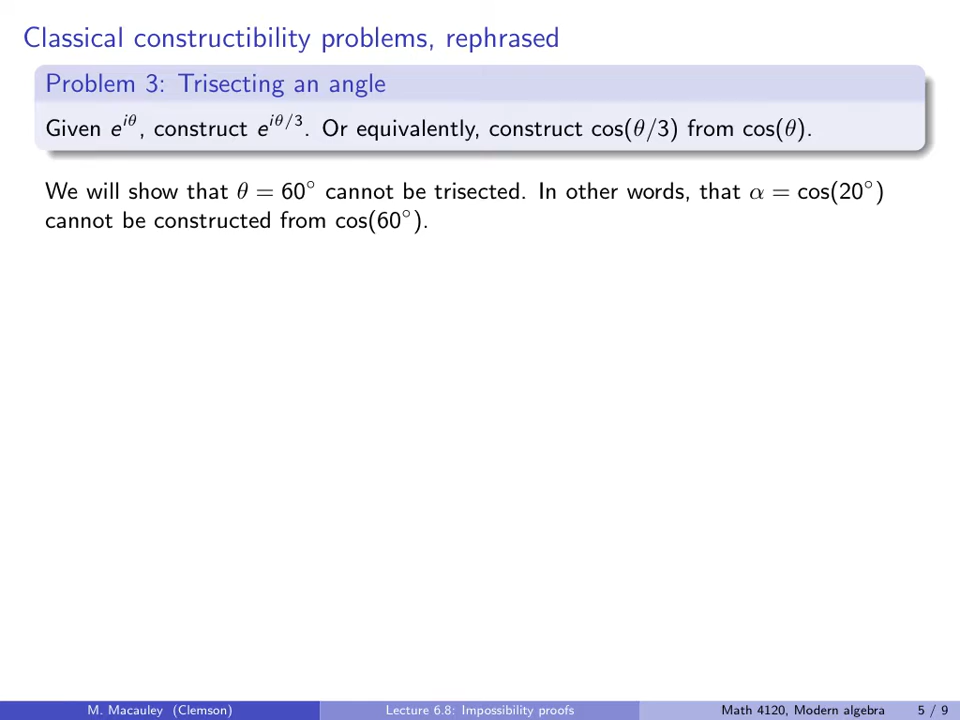 Classical constructibility problems, rephrased
Problem 3: Trisecting an angle
Given e^{iθ}, construct e^{iθ/3}. Or equivalently, construct cos(θ/3) from cos(θ).
We will show that θ = 60° cannot be trisected. In other words, that α = cos(20°)
cannot be constructed from cos(60°).
M. Macauley (Clemson)
Lecture 6.8: Impossibility proofs
Math 4120, Modern algebra
5 / 9